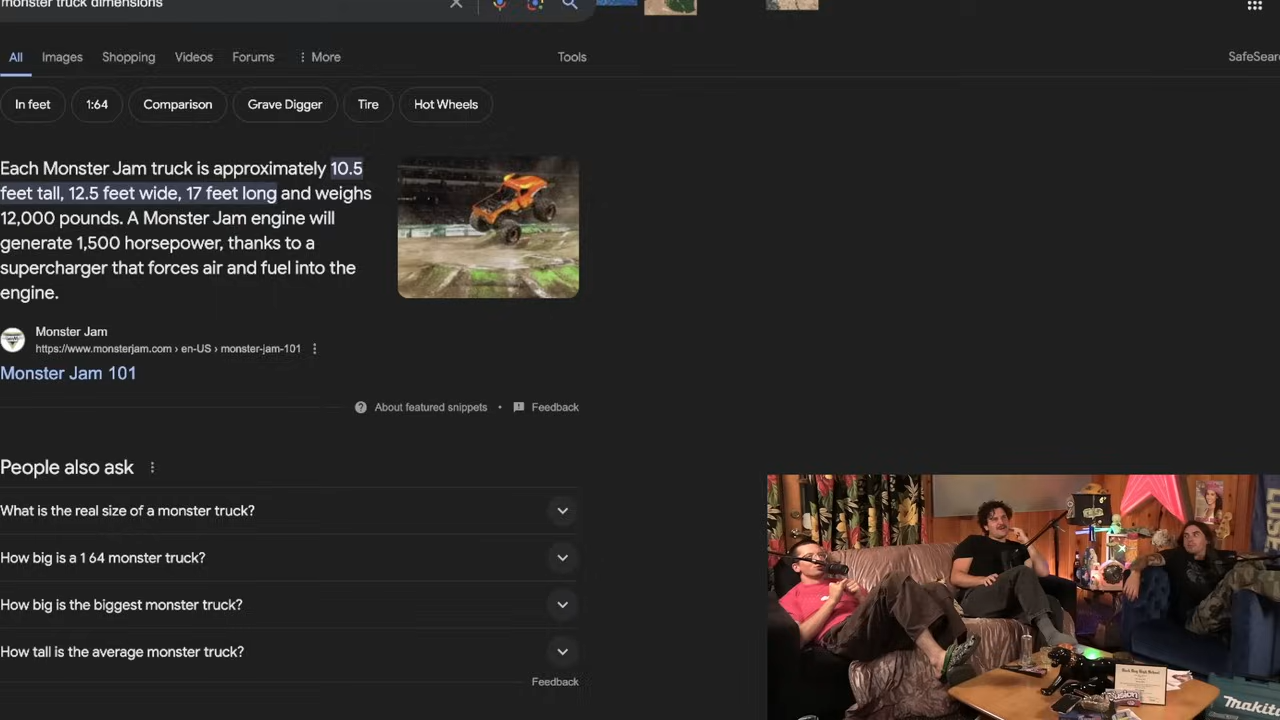 monster truck dimensions
All Images Shopping Videos Forums More Tools SafeSear
In feet 1:64 Comparison Grave Digger Tire Hot Wheels
Each Monster Jam truck is approximately 10.5
feet tall, 12.5 feet wide, 17 feet long and weighs
12,000 pounds. A Monster Jam engine will
generate 1,500 horsepower, thanks to a
supercharger that forces air and fuel into the
engine.
Monster Jam
https://www.monsterjam.com › en-US › monster-jam-101
Monster Jam 101
About featured snippets • Feedback
People also ask
What is the real size of a monster truck?
How big is a 1 64 monster truck?
How big is the biggest monster truck?
How tall is the average monster truck?
Feedback
makita